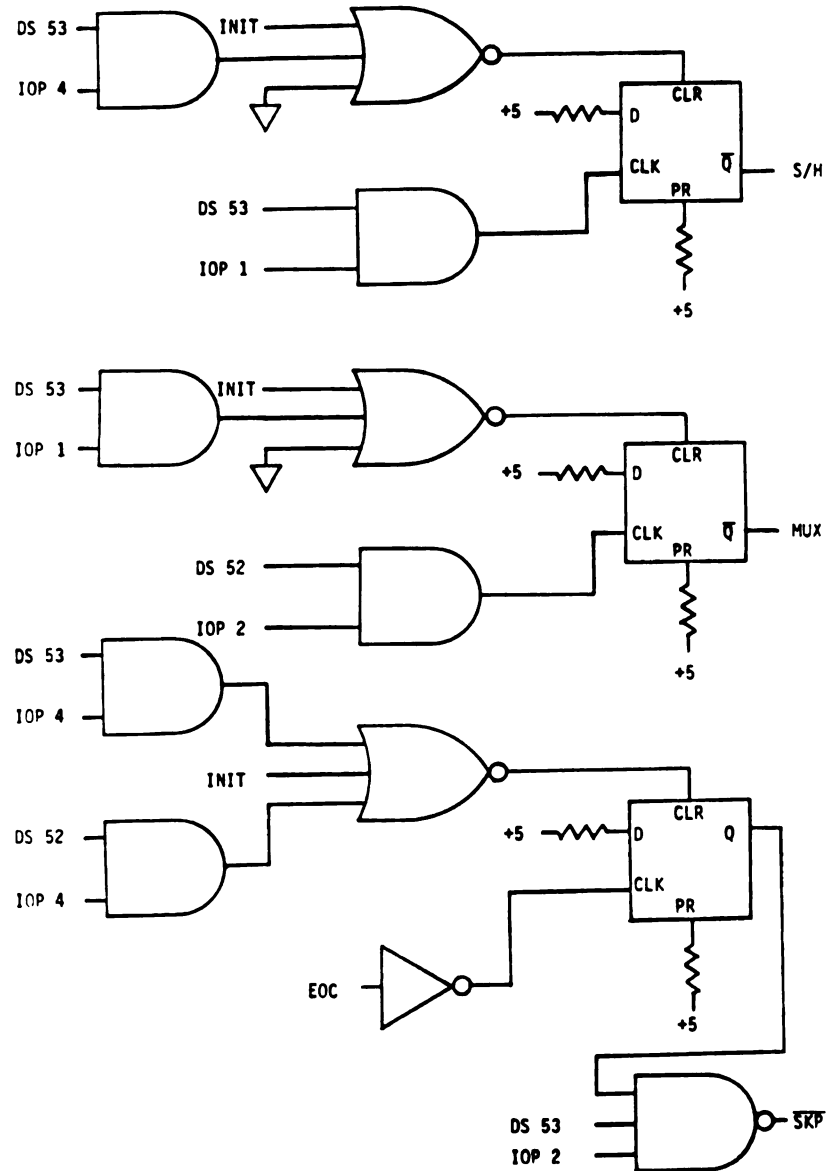 DS 53
INIT
IOP 4
CLR
+5
D
CLK
Q
S/H
PR
DS 53
IOP 1
+5
DS 53
INIT
IOP 1
CLR
+5
D
CLK
Q
MUX
PR
DS 52
IOP 2
+5
DS 53
IOP 4
INIT
DS 52
IOP 4
CLR
+5
D
Q
CLK
PR
EOC
+5
DS 53
IOP 2
SKP